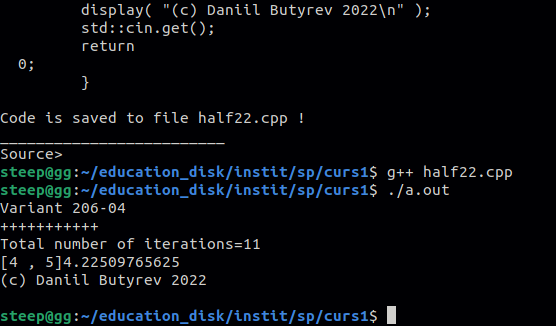 display( "(c) Daniil Butyrev 2022\n" );
std::cin.get();
return
0;
}
Code is saved to file half22.cpp !
_________________________
Source>
steep@gg:~/education_disk/instit/sp/curs1$ g++ half22.cpp
steep@gg:~/education_disk/instit/sp/curs1$ ./a.out
Variant 206-04
+++++++++++
Total number of iterations=11
[4 , 5]4.22509765625
(c) Daniil Butyrev 2022
steep@gg:~/education_disk/instit/sp/curs1$